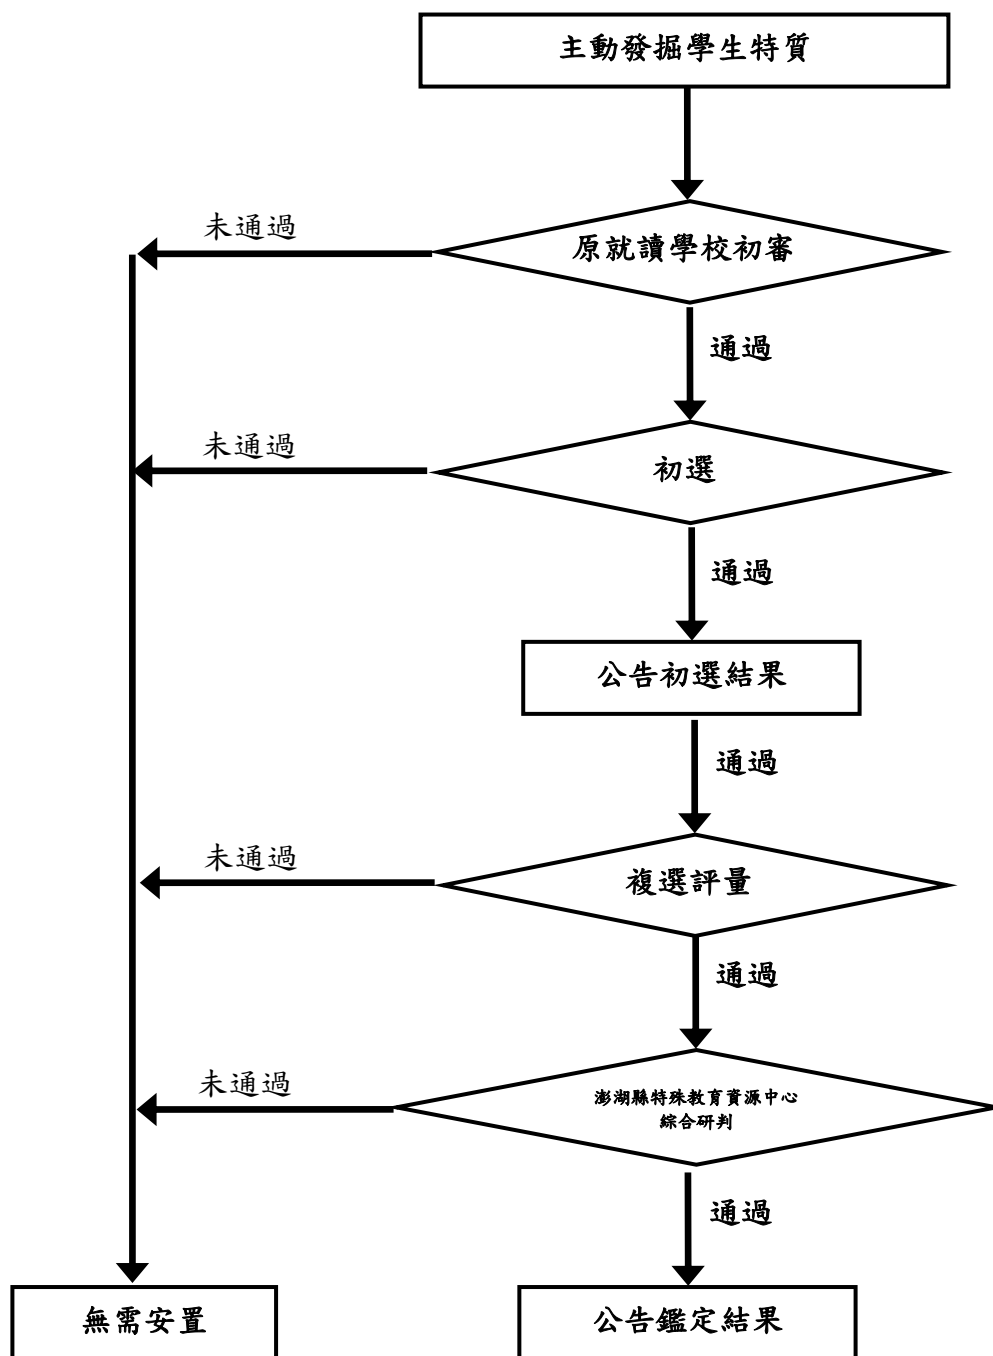 主動發掘學生特質
未通過
原就讀學校初審
通過
未通過
初選
通過
公告初選結果
通過
未通過
複選評量
通過
未通過
澎湖縣特殊教育資源中心
綜合研判
通過
無需安置
公告鑑定結果